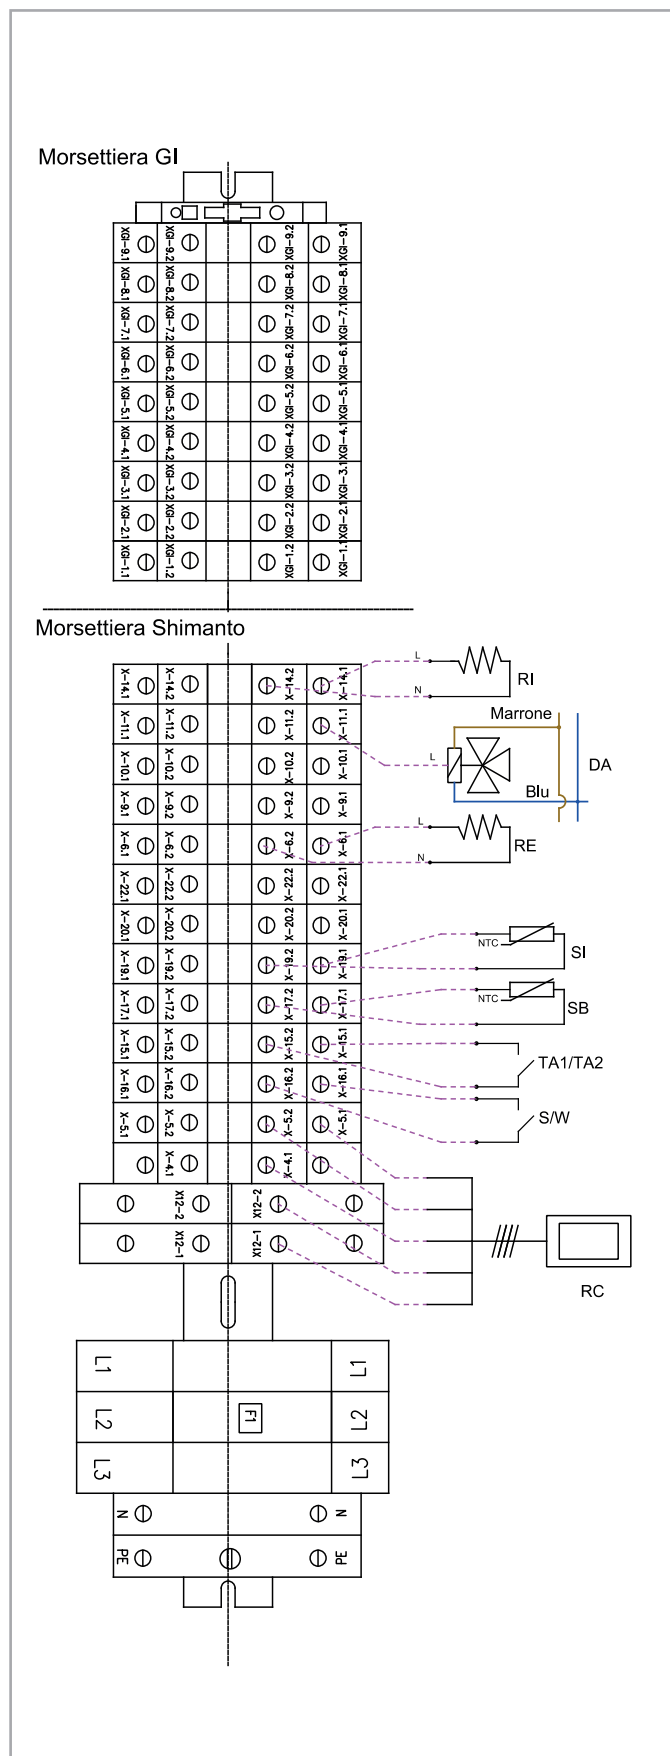 Morsettiera GI
XGI-9.1 XGI-9.2 XGI-9.2 XGI-9.1
XGI-8.1 XGI-8.2 XGI-8.2 XGI-8.1
XGI-7.1 XGI-7.2 XGI-7.2 XGI-7.1
XGI-6.1 XGI-6.2 XGI-6.2 XGI-6.1
XGI-5.1 XGI-5.2 XGI-5.2 XGI-5.1
XGI-4.1 XGI-4.2 XGI-4.2 XGI-4.1
XGI-3.1 XGI-3.2 XGI-3.2 XGI-3.1
XGI-2.1 XGI-2.2 XGI-2.2 XGI-2.1
XGI-1.1 XGI-1.2 XGI-1.2 XGI-1.1
Morsettiera Shimanto
X-14.1 X-14.2 X-14.2 X-14.1
L
N
RI
X-11.1 X-11.2 X-11.2 X-11.1
Marrone
L
DA
Blu
X-10.1 X-10.2 X-10.2 X-10.1
X-9.1 X-9.2 X-9.2 X-9.1
X-6.1 X-6.2 X-6.2 X-6.1
L
N
RE
X-22.1 X-22.2 X-22.2 X-22.1
X-20.1 X-20.2 X-20.2 X-20.1
X-19.1 X-19.2 X-19.2 X-19.1
NTC
SI
X-17.1 X-17.2 X-17.2 X-17.1
NTC
SB
X-15.1 X-15.2 X-15.2 X-15.1
TA1/TA2
X-16.1 X-16.2 X-16.2 X-16.1
S/W
X-5.1 X-5.2 X-5.2 X-5.1
X-4.1 X-4.1
X12-2 X12-2
X12-1 X12-1
RC
L1 L1
L2 F1 L2
L3 L3
N N
PE PE